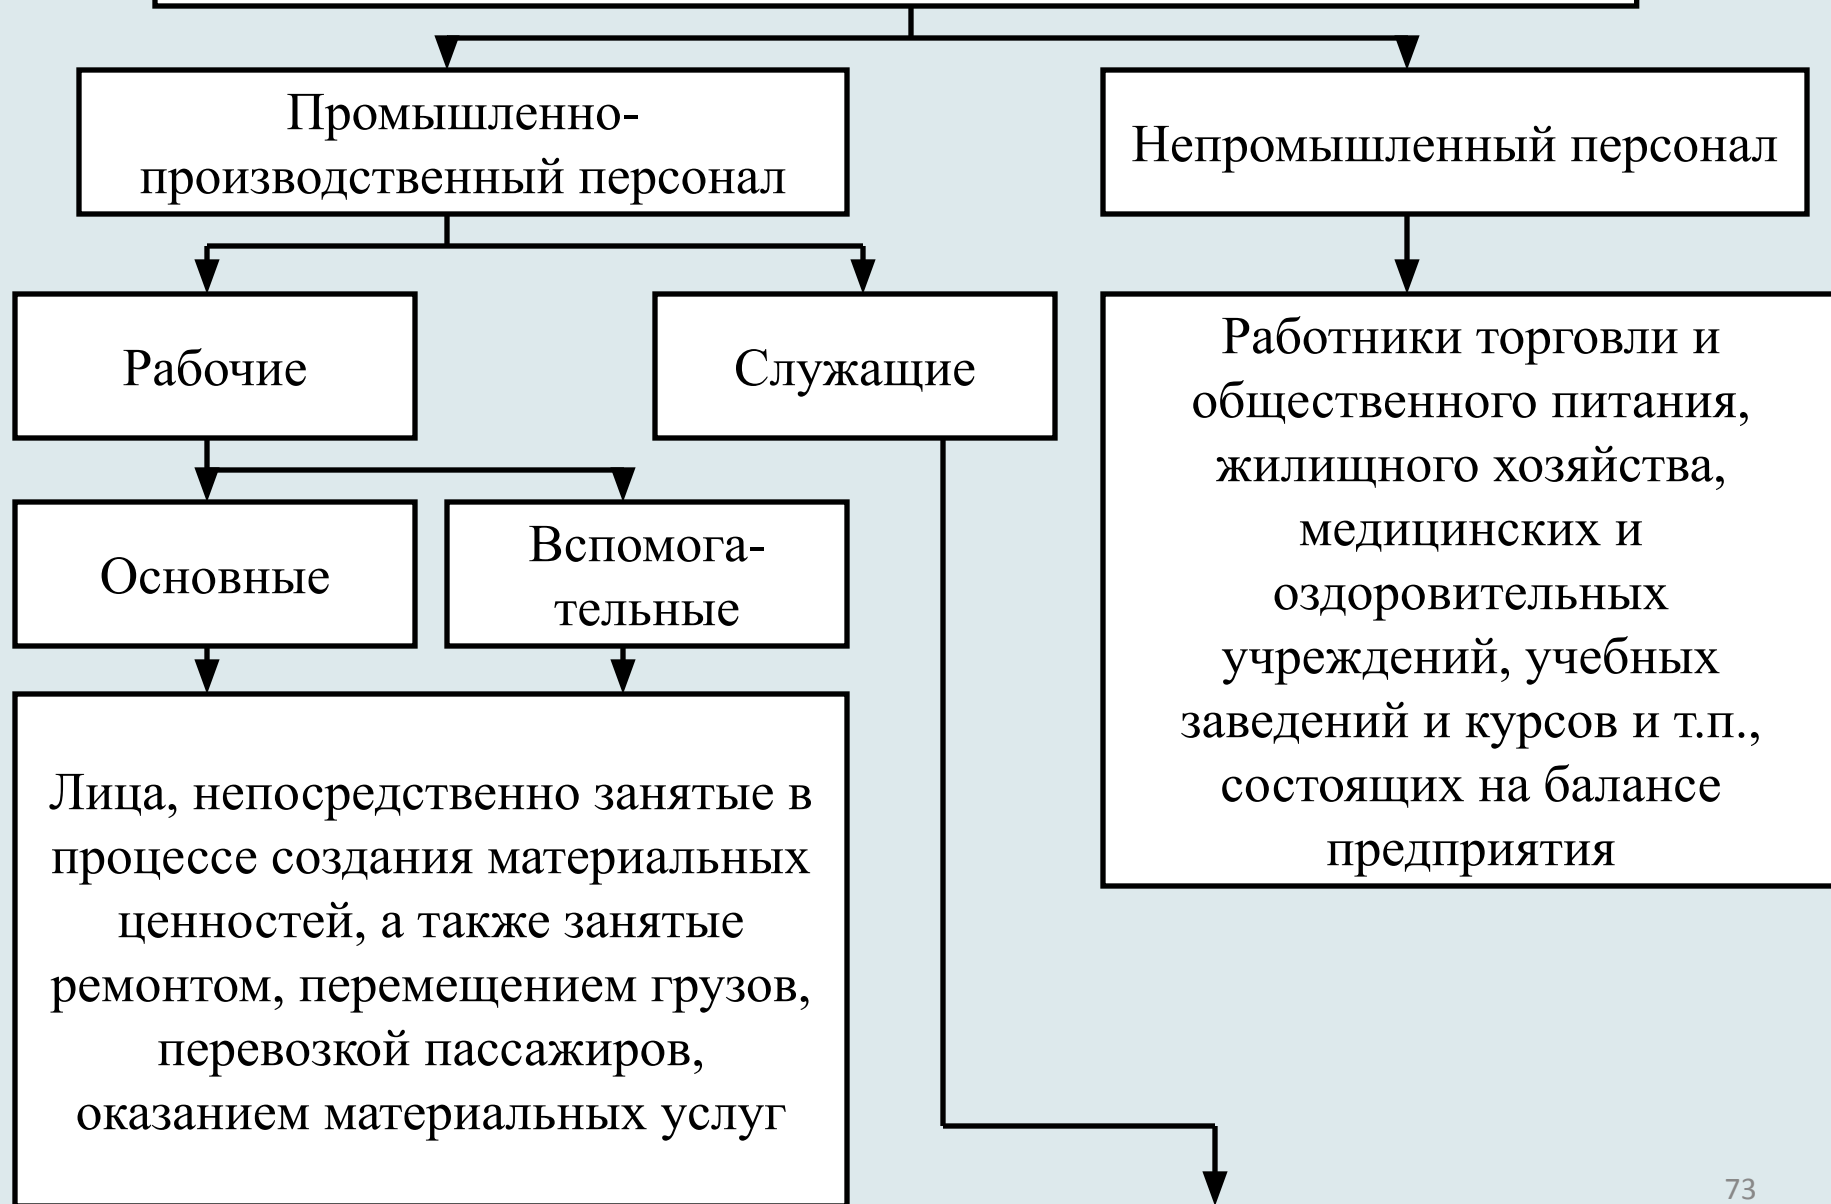 Промышленно-
производственный персонал
Непромышленный персонал
Рабочие
Служащие
Работники торговли и
общественного питания,
жилищного хозяйства,
медицинских и
оздоровительных
учреждений, учебных
заведений и курсов и т.п.,
состоящих на балансе
предприятия
Основные
Вспомога-
тельные
Лица, непосредственно занятые в
процессе создания материальных
ценностей, а также занятые
ремонтом, перемещением грузов,
перевозкой пассажиров,
оказанием материальных услуг
73